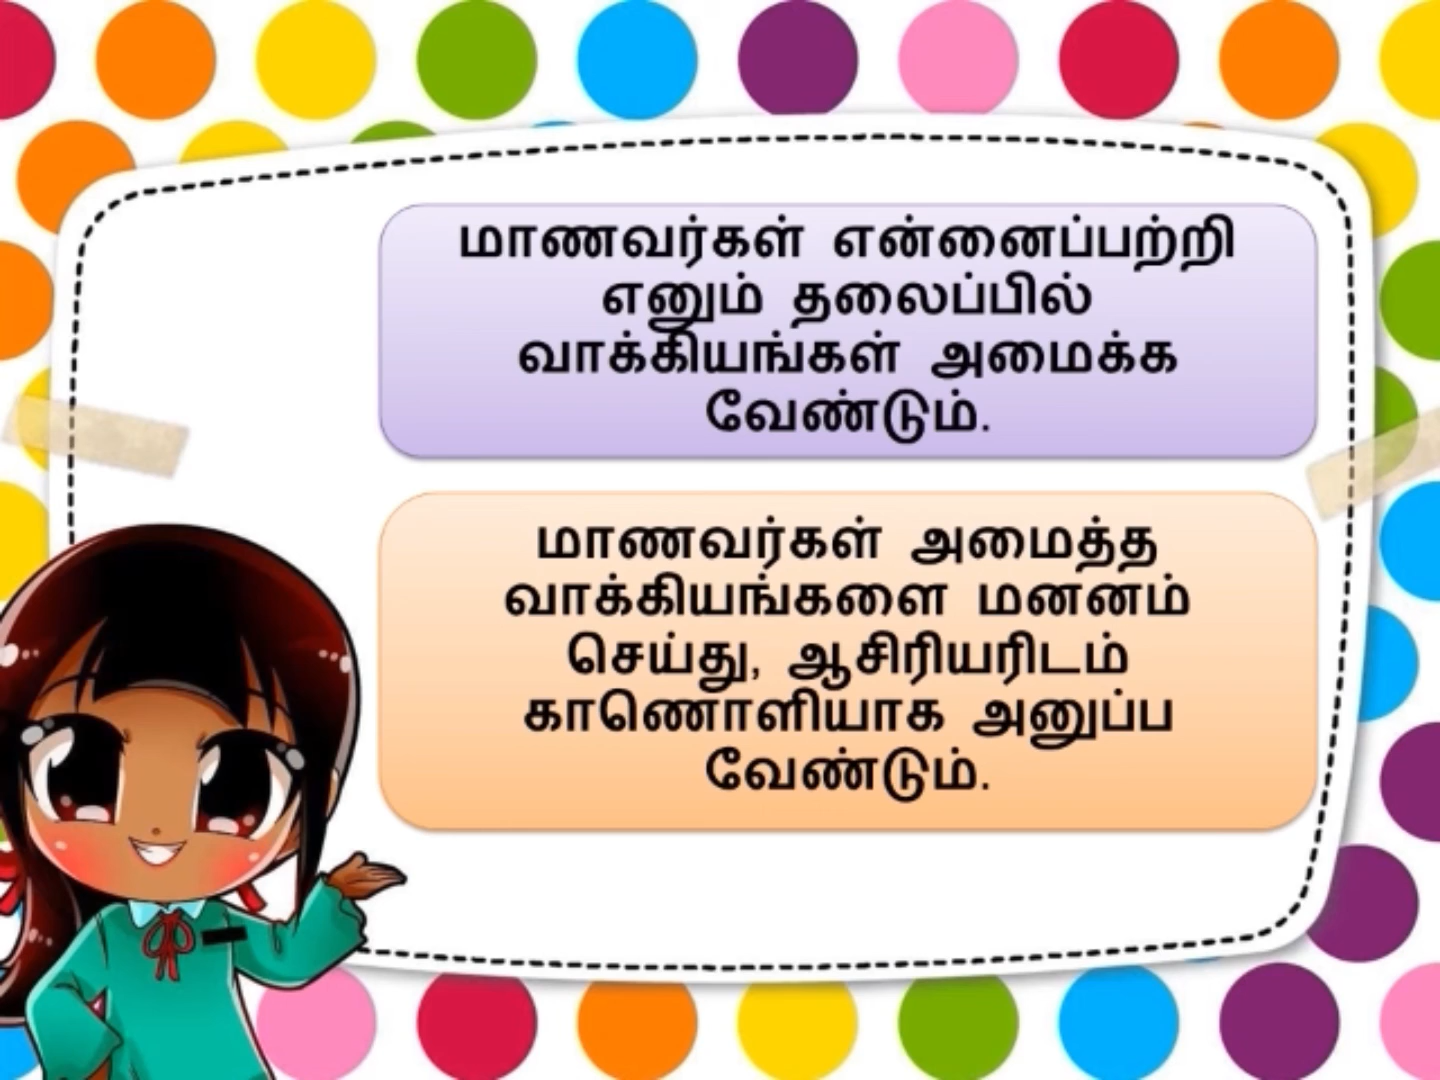 மாணவர்கள் என்னைப்பற்றி
எனும் தலைப்பில்
வாக்கியங்கள் அமைக்க
வேண்டும்.
மாணவர்கள் அமைத்த
வாக்கியங்களை மனனம்
செய்து, ஆசிரியரிடம்
காணொளியாக அனுப்ப
வேண்டும்.